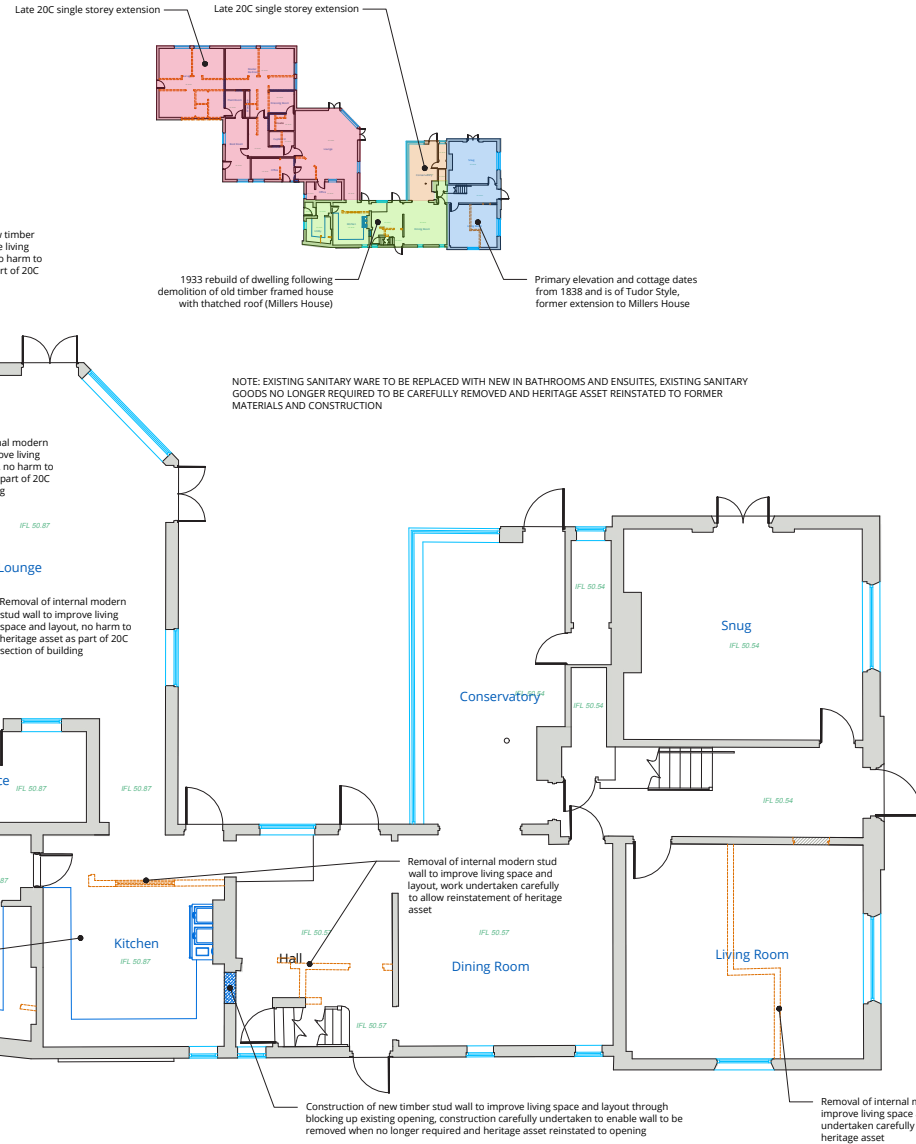 Late 20C single storey extension
Late 20C single storey extension
timber
living
harm to
rt of 20C
1933 rebuild of dwelling following
demolition of old timber framed house
with thatched roof (Millers House)
Primary elevation and cottage dates
from 1838 and is of Tudor Style,
former extension to Millers House
NOTE: EXISTING SANITARY WARE TO BE REPLACED WITH NEW IN BATHROOMS AND ENSUITES, EXISTING SANITARY
GOODS NO LONGER REQUIRED TO BE CAREFULLY REMOVED AND HERITAGE ASSET REINSTATED TO FORMER
MATERIALS AND CONSTRUCTION
nal modern
ove living
no harm to
part of 20C
g
IFL 50.87
Lounge
Removal of internal modern
stud wall to improve living
space and layout, no harm to
heritage asset as part of 20C
section of building
IFL 50.54
Snug
IFL 50.54
Conservatory
IFL 50.54
ce
IFL 50.87
IFL 50.87
IFL 50.54
Removal of internal modern stud
wall to improve living space and
layout, work undertaken carefully
to allow reinstatement of heritage
asset
87
Kitchen
IFL 50.87
IFL 50.57
Hall
IFL 50.57
Dining Room
Living Room
IFL 50.57
Construction of new timber stud wall to improve living space and layout through
blocking up existing opening, construction carefully undertaken to enable wall to be
removed when no longer required and heritage asset reinstated to opening
Removal of internal m
improve living space
undertaken carefully
heritage asset